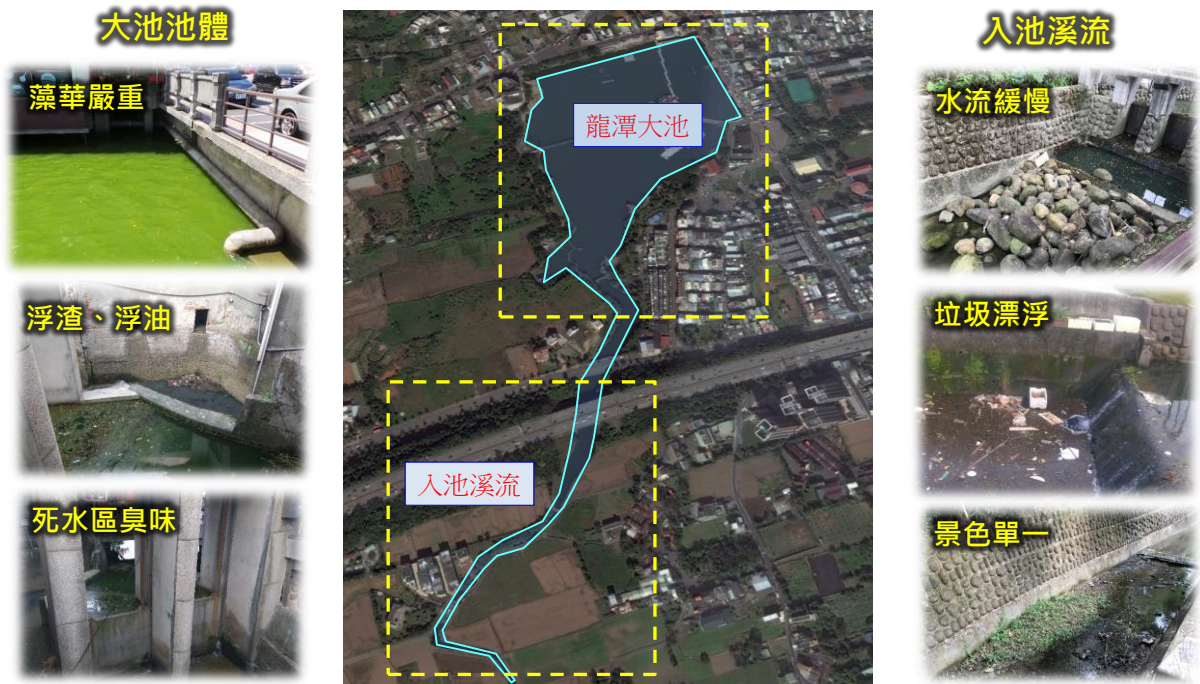 大池池體
藻華嚴重
浮渣、浮油
死水區臭味
龍潭大池
入池溪流
入池溪流
水流緩慢
垃圾漂浮
景色單一